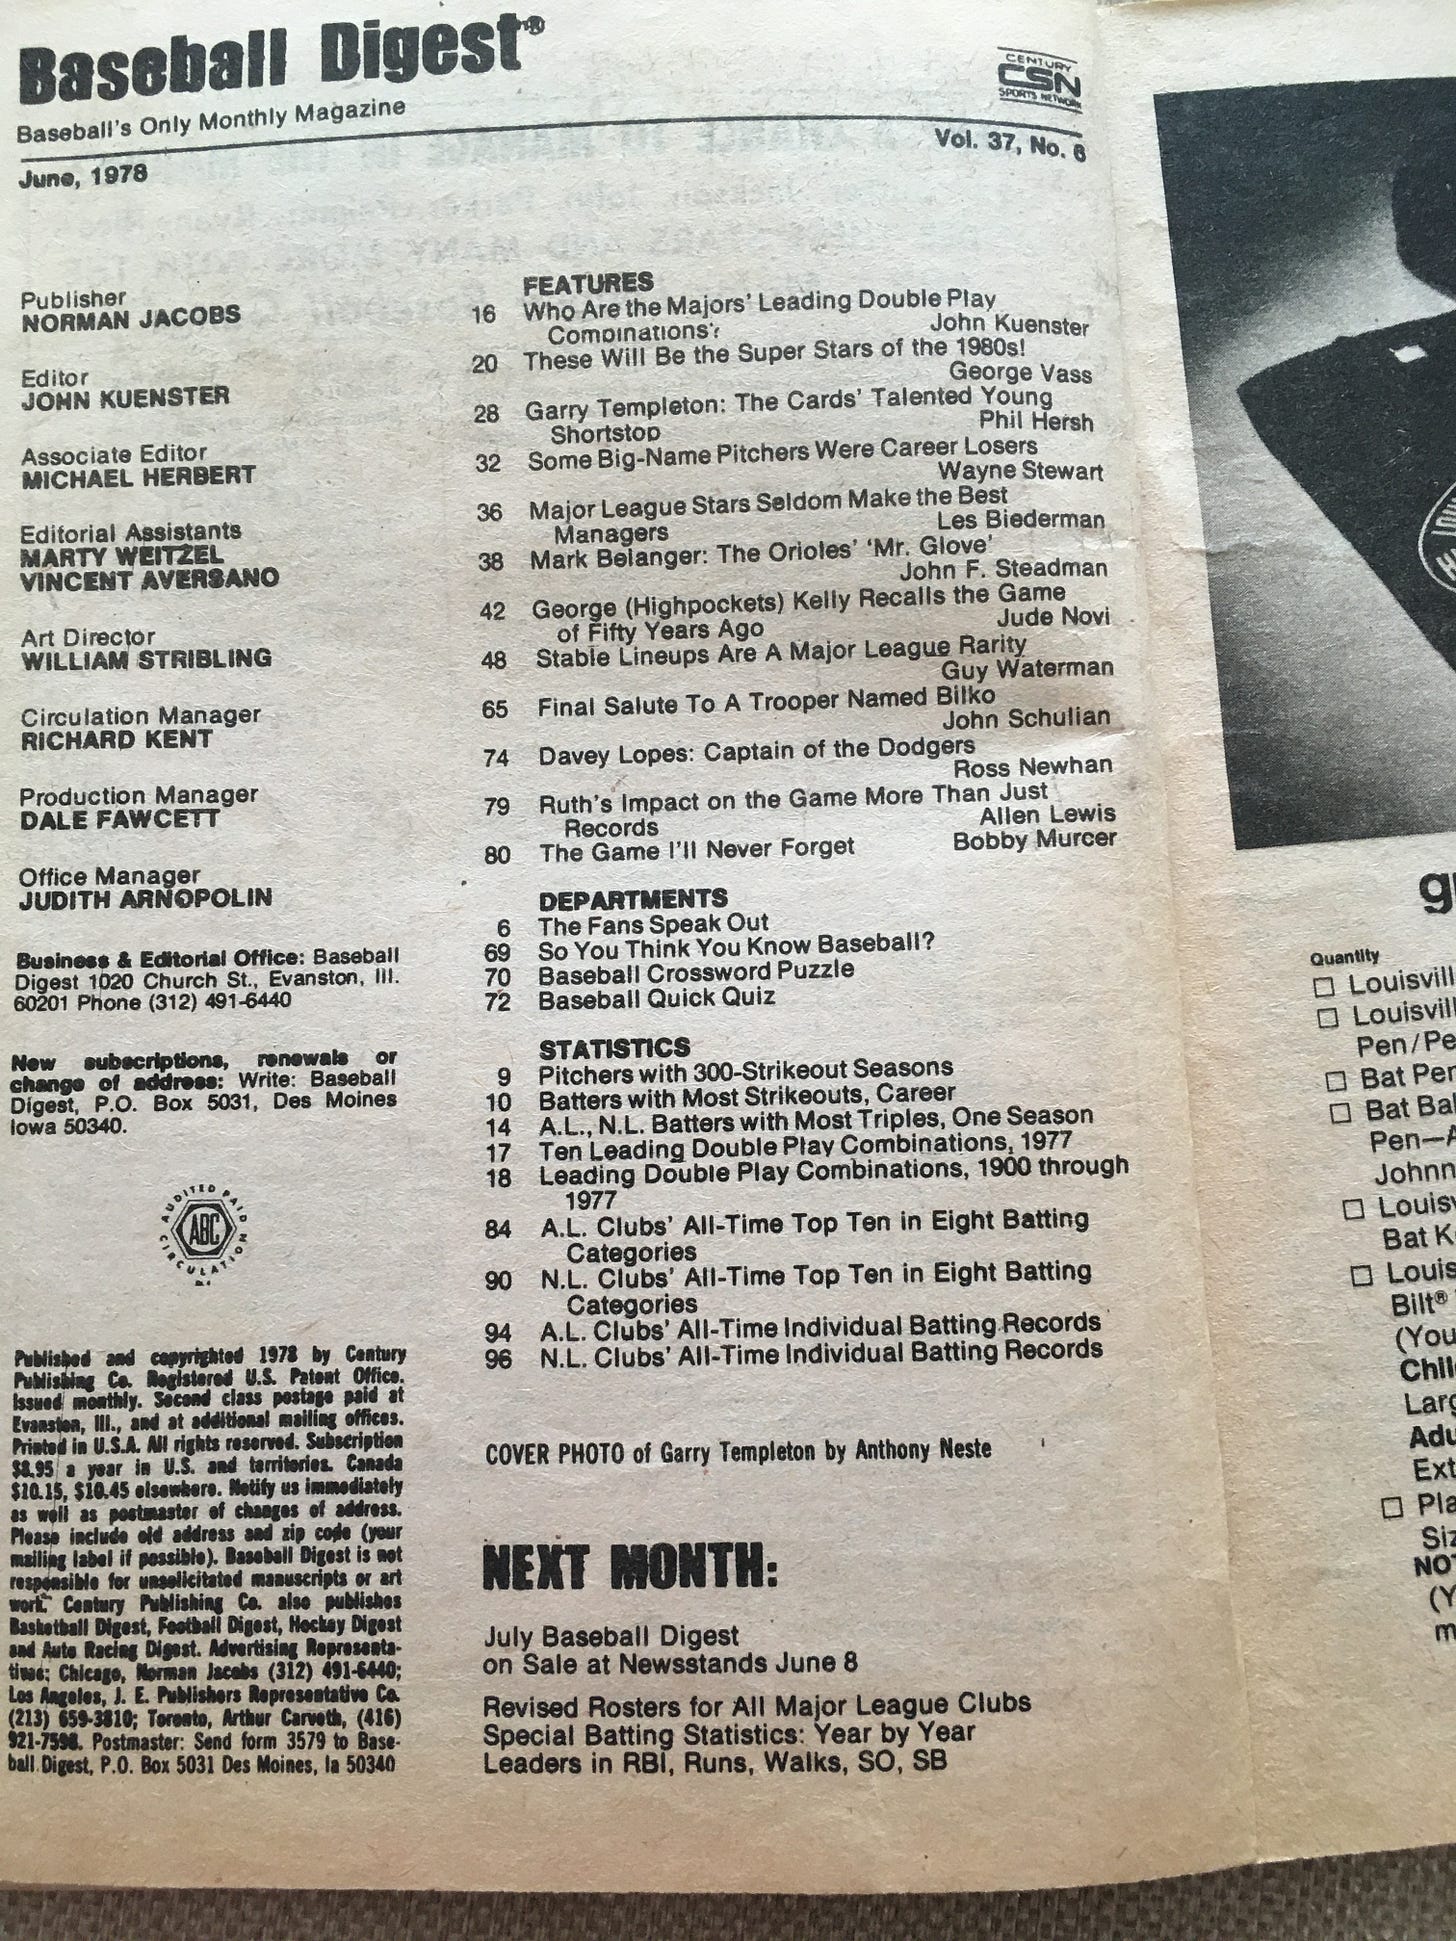 Baseball Digest®
Baseball's Only Monthly Magazine
CENTURY
CSN
SPORTS NETWORK
June, 1978
Vol. 37, No. 6
Publisher
NORMAN JACOBS
Editor
JOHN KUENSTER
Associate Editor
MICHAEL HERBERT
Editorial Assistants
MARTY WEITZEL
VINCENT AVERSANO
Art Director
WILLIAM STRIBLING
Circulation Manager
RICHARD KENT
Production Manager
DALE FAWCETT
Office Manager
JUDITH ARNOPOLIN
Business & Editorial Office: Baseball
Digest 1020 Church St., Evanston, Ill.
60201 Phone (312) 491-6440
New subscriptions, renewals or
change of address: Write: Baseball
Digest, P.O. Box 5031, Des Moines
Iowa 50340.
AUDITED PAID
ABC
CIRCULATION
Published and copyrighted 1978 by Century
Publishing Co. Registered U.S. Patent Office.
Issued monthly. Second class postage paid at
Evanston, Ill., and at additional mailing offices.
Printed in U.S.A. All rights reserved. Subscription
$8.95 a year in U.S. and territories. Canada
$10.15, $10.45 elsewhere. Notify us immediately
as well as postmaster of changes of address.
Please include old address and zip code (your
mailing label if possible). Baseball Digest is not
responsible for unsolicitated manuscripts or art
work. Century Publishing Co. also publishes
Basketball Digest, Football Digest, Hockey Digest
and Auto Racing Digest. Advertising Representa-
tives: Chicago, Norman Jacobs (312) 491-6440;
Los Angeles, J. E. Publishers Representative Co.
(213) 659-3810; Toronto, Arthur Carveth, (416)
921-7598. Postmaster: Send form 3579 to Base-
ball Digest, P.O. Box 5031 Des Moines, Ia 50340
FEATURES
16 Who Are the Majors' Leading Double Play
Combinations? John Kuenster
20 These Will Be the Super Stars of the 1980s!
George Vass
28 Garry Templeton: The Cards' Talented Young
Shortstop Phil Hersh
32 Some Big-Name Pitchers Were Career Losers
Wayne Stewart
36 Major League Stars Seldom Make the Best
Managers Les Biederman
38 Mark Belanger: The Orioles' 'Mr. Glove'
John F. Steadman
42 George (Highpockets) Kelly Recalls the Game
of Fifty Years Ago Jude Novi
48 Stable Lineups Are A Major League Rarity
Guy Waterman
65 Final Salute To A Trooper Named Bilko
John Schulian
74 Davey Lopes: Captain of the Dodgers
Ross Newhan
79 Ruth's Impact on the Game More Than Just
Records Allen Lewis
80 The Game I'll Never Forget Bobby Murcer
DEPARTMENTS
6 The Fans Speak Out
69 So You Think You Know Baseball?
70 Baseball Crossword Puzzle
72 Baseball Quick Quiz
STATISTICS
9 Pitchers with 300-Strikeout Seasons
10 Batters with Most Strikeouts, Career
14 A.L., N.L. Batters with Most Triples, One Season
17 Ten Leading Double Play Combinations, 1977
18 Leading Double Play Combinations, 1900 through
1977
84 A.L. Clubs' All-Time Top Ten in Eight Batting
Categories
90 N.L. Clubs' All-Time Top Ten in Eight Batting
Categories
94 A.L. Clubs' All-Time Individual Batting Records
96 N.L. Clubs' All-Time Individual Batting Records
COVER PHOTO of Garry Templeton by Anthony Neste
NEXT MONTH:
July Baseball Digest
on Sale at Newsstands June 8
Revised Rosters for All Major League Clubs
Special Batting Statistics: Year by Year
Leaders in RBI, Runs, Walks, SO, SB
Quantity
Louisvill
Louisvill
Pen/Pe
Bat Pen
Bat Bal
Pen—A
Johnn
Louisv
Bat K
Louis
Bilt®
(You
Larg
Adu
Ext
Pla
NOT
(Y